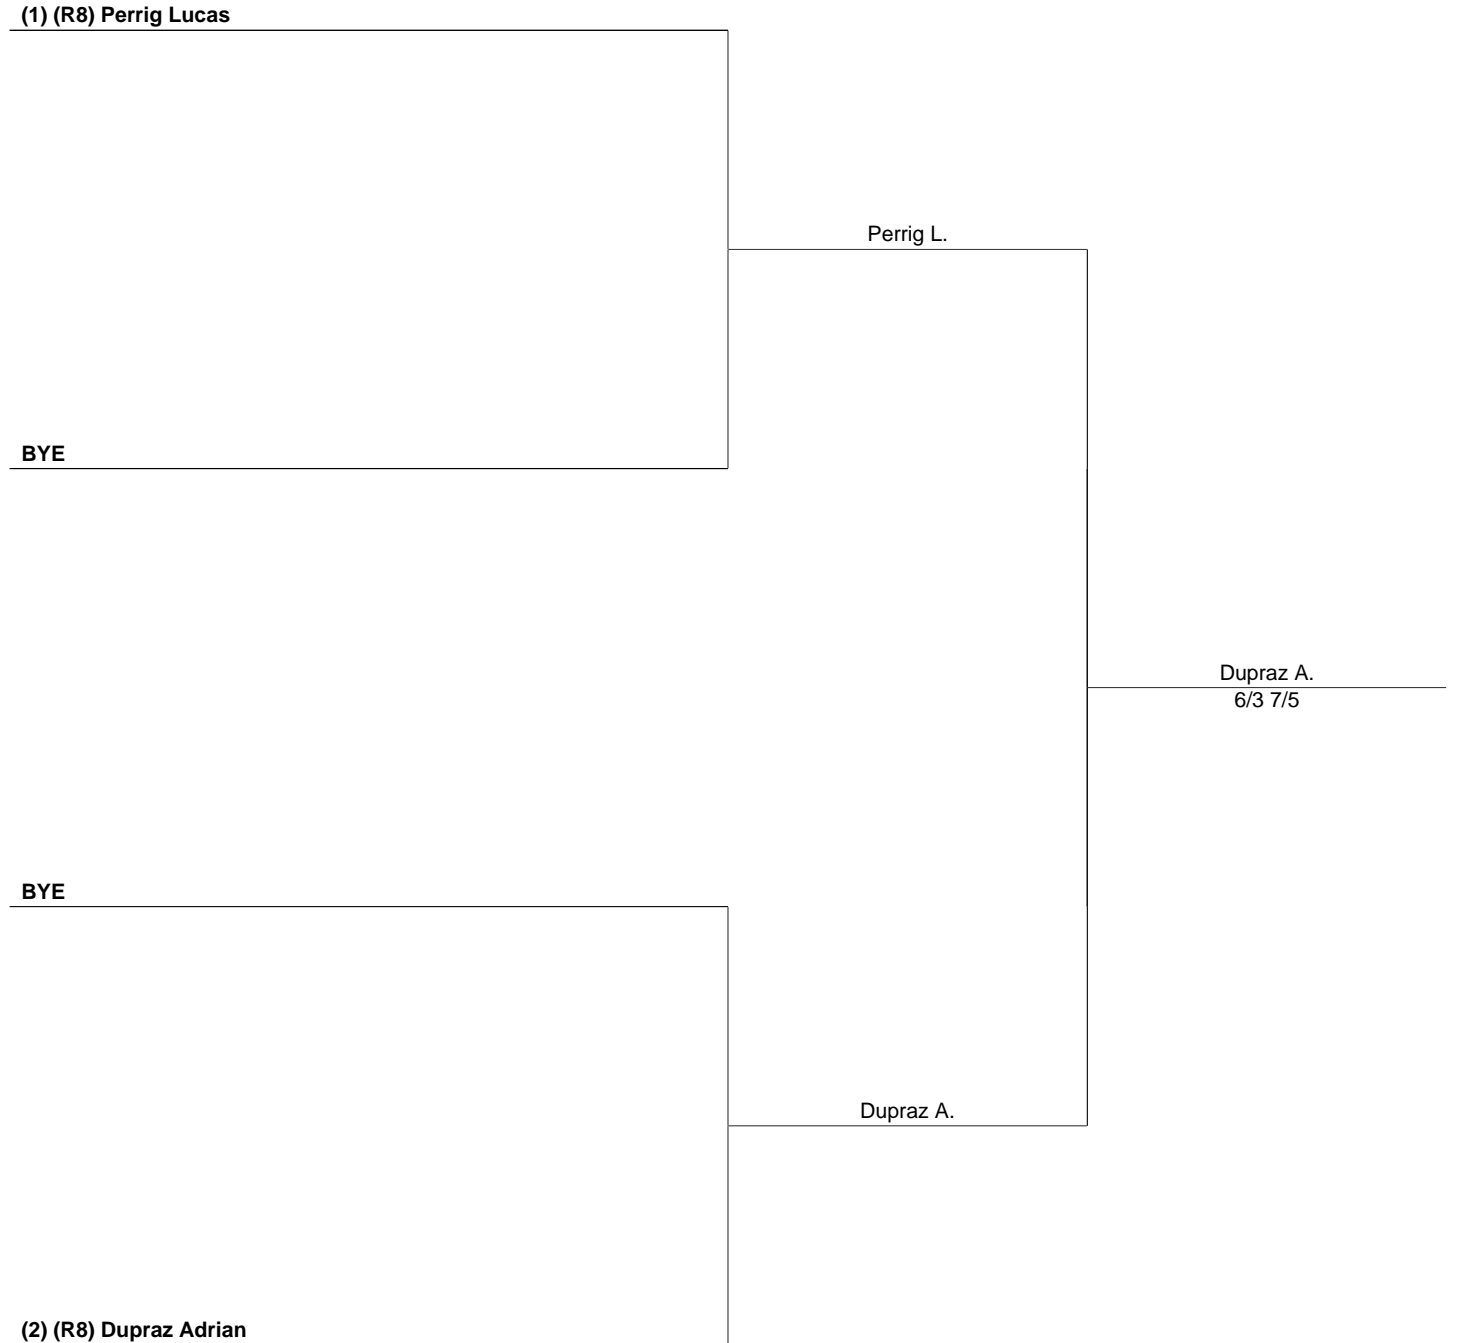 (1) (R8) Perrig Lucas
Perrig L.
BYE
Dupraz A.
6/3 7/5
BYE
Dupraz A.
(2) (R8) Dupraz Adrian